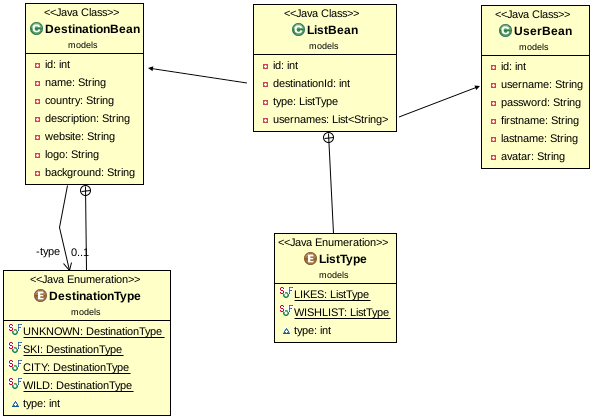 <<Java Class>>
DestinationBean
models
id: int
name: String
country: String
description: String
website: String
logo: String
background: String
<<Java Class>>
ListBean
models
id: int
destinationId: int
type: ListType
usernames: List<String>
<<Java Class>>
UserBean
models
id: int
username: String
password: String
firstname: String
lastname: String
avatar: String
-type 0..1
<<Java Enumeration>>
DestinationType
models
UNKNOWN: DestinationType
SKI: DestinationType
CITY: DestinationType
WILD: DestinationType
type: int
<<Java Enumeration>>
ListType
models
LIKES: ListType
WISHLIST: ListType
type: int